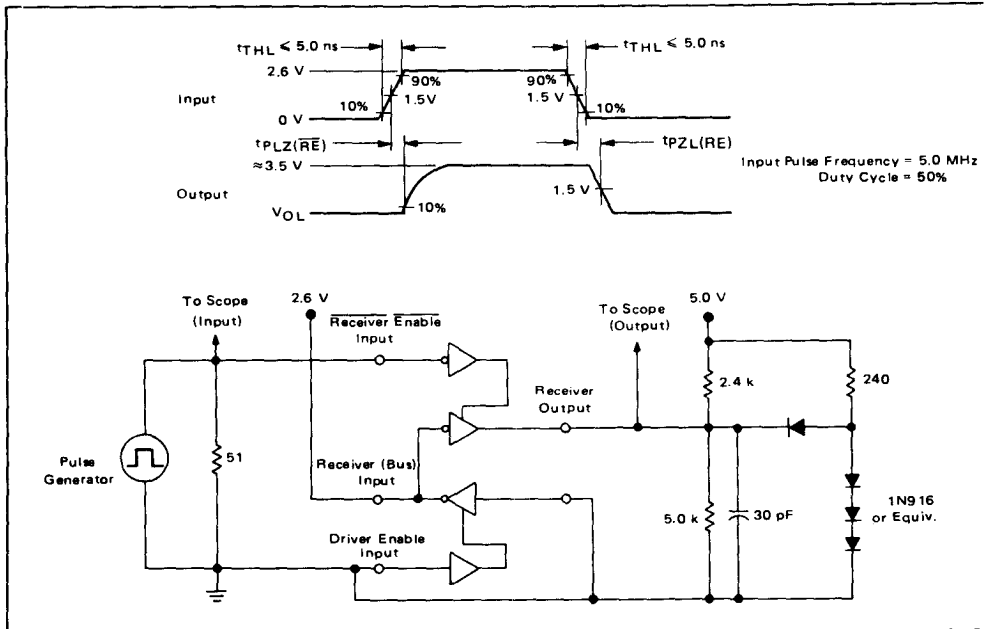 tTHL ≤ 5.0 ns
tTHL ≤ 5.0 ns
2.6 V
90%
90%
Input
1.5V
1.5V
10%
10%
0 V
tPLZ(R̅E̅)
tPZL(RE)
≈3.5 V
Input Pulse Frequency = 5.0 MHz
Duty Cycle = 50%
Output
1.5 V
VOL
10%
To Scope
(Input)
2.6 V
Receiver Enable
Input
To Scope
(Output)
5.0 V
2.4 k
240
Receiver
Output
Pulse
Generator
51
Receiver (Bus)
Input
5.0 k
30 pF
1N916
or Equiv.
Driver Enable
Input